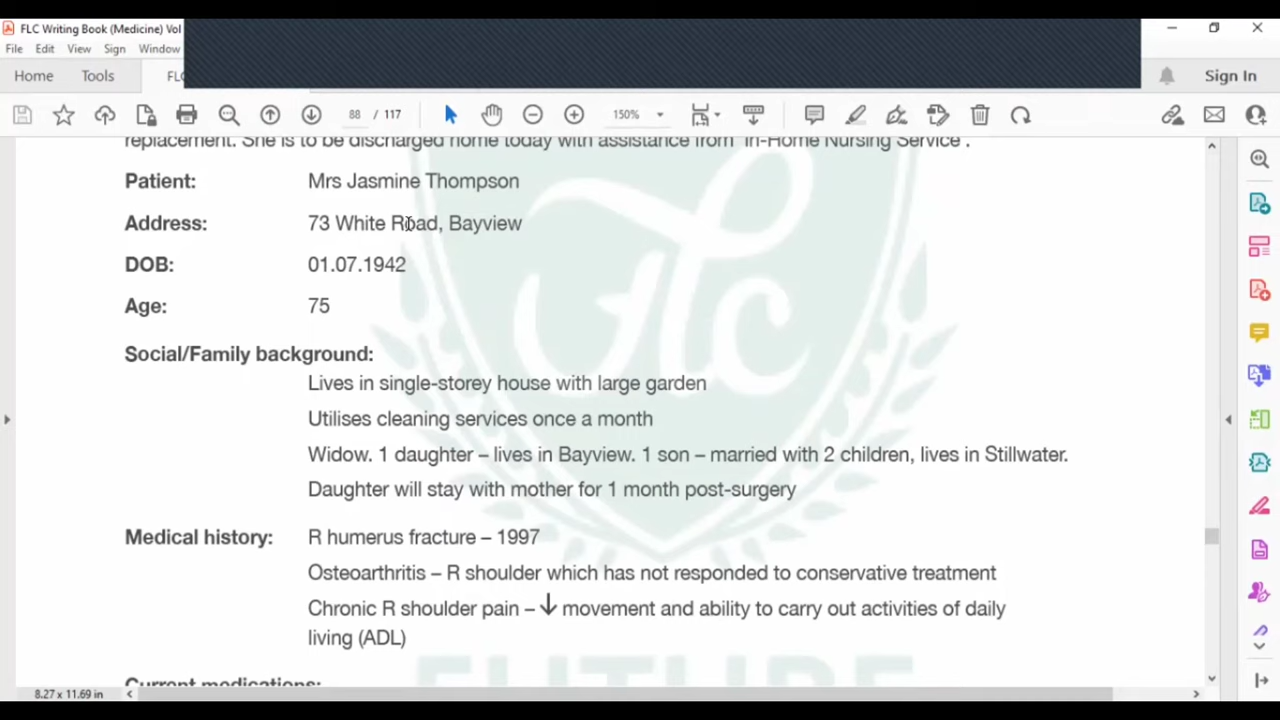 FLC Writing Book (Medicine) Vol
File Edit View Sign Window
Home Tools FLC Sign In
88 / 117 150%
replacement. She is to be discharged home today with assistance from 'In-Home Nursing Service'.
Patient: Mrs Jasmine Thompson
Address: 73 White Road, Bayview
DOB: 01.07.1942
Age: 75
Social/Family background:
Lives in single-storey house with large garden
Utilises cleaning services once a month
Widow. 1 daughter – lives in Bayview. 1 son – married with 2 children, lives in Stillwater.
Daughter will stay with mother for 1 month post-surgery
Medical history: R humerus fracture – 1997
Osteoarthritis – R shoulder which has not responded to conservative treatment
Chronic R shoulder pain – ↓ movement and ability to carry out activities of daily
living (ADL)
Current medications:
flc
FUTURE
8.27 x 11.69 in